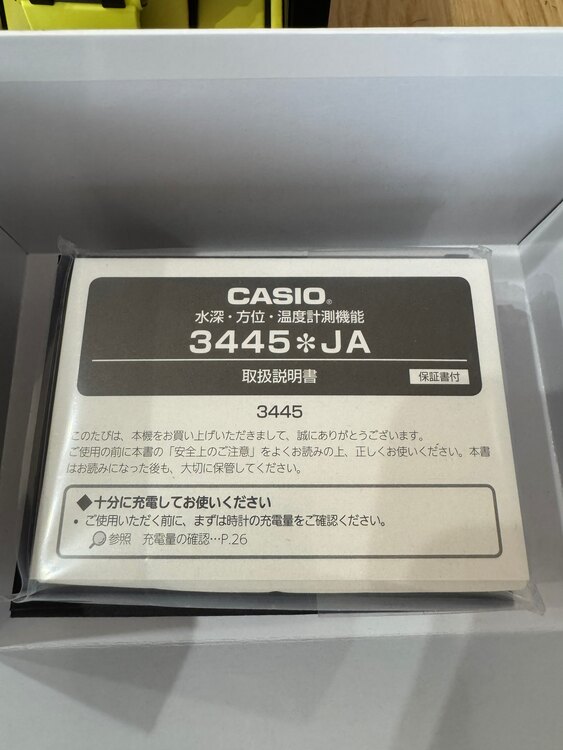 CASIO®
水深・方位・温度計測機能
3445＊JA
取扱説明書
保証書付
3445
このたびは、本機をお買い上げいただきまして、誠にありがとうございます。
ご使用の前に本書の「安全上のご注意」をよくお読みの上、正しくお使いください。本書
はお読みになった後も、大切に保管してください。
◆十分に充電してお使いください
• ご使用いただく前に、まずは時計の充電量をご確認ください。
参照 充電量の確認…P.26